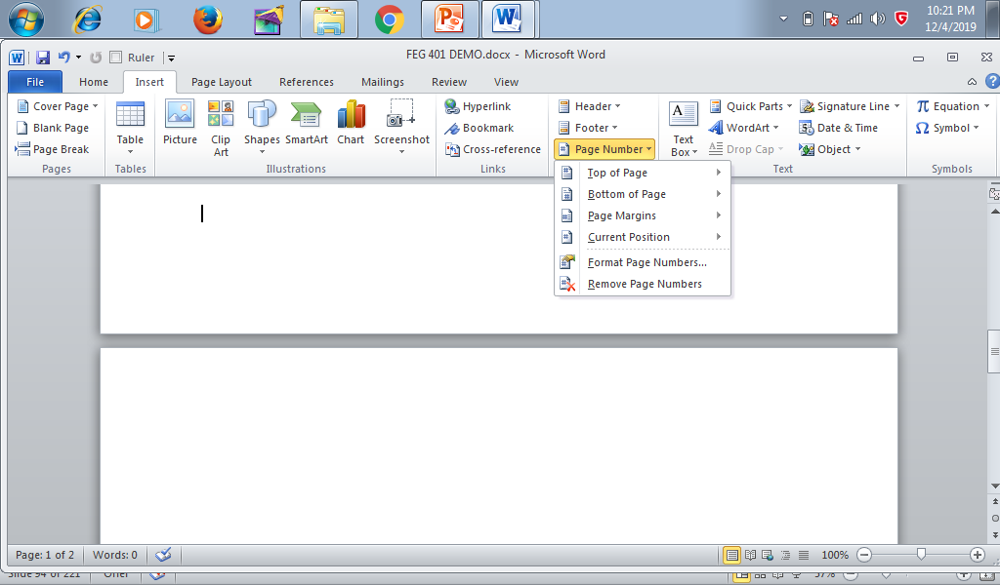 10:21 PM
12/4/2019
Ruler
FEG 401 DEMO.docx - Microsoft Word
File Home Insert Page Layout References Mailings Review View
Cover Page
Blank Page
Page Break
Pages
Table
Tables
Picture
Clip
Art
Shapes
SmartArt
Chart
Screenshot
Illustrations
Hyperlink
Bookmark
Cross-reference
Links
Header
Footer
Page Number
Text
Box
Quick Parts
WordArt
Drop Cap
Signature Line
Date & Time
Object
Text
Equation
Symbol
Symbols
Top of Page
Bottom of Page
Page Margins
Current Position
Format Page Numbers...
Remove Page Numbers
Page: 1 of 2 Words: 0 100%
Slide 94 of 221 57%